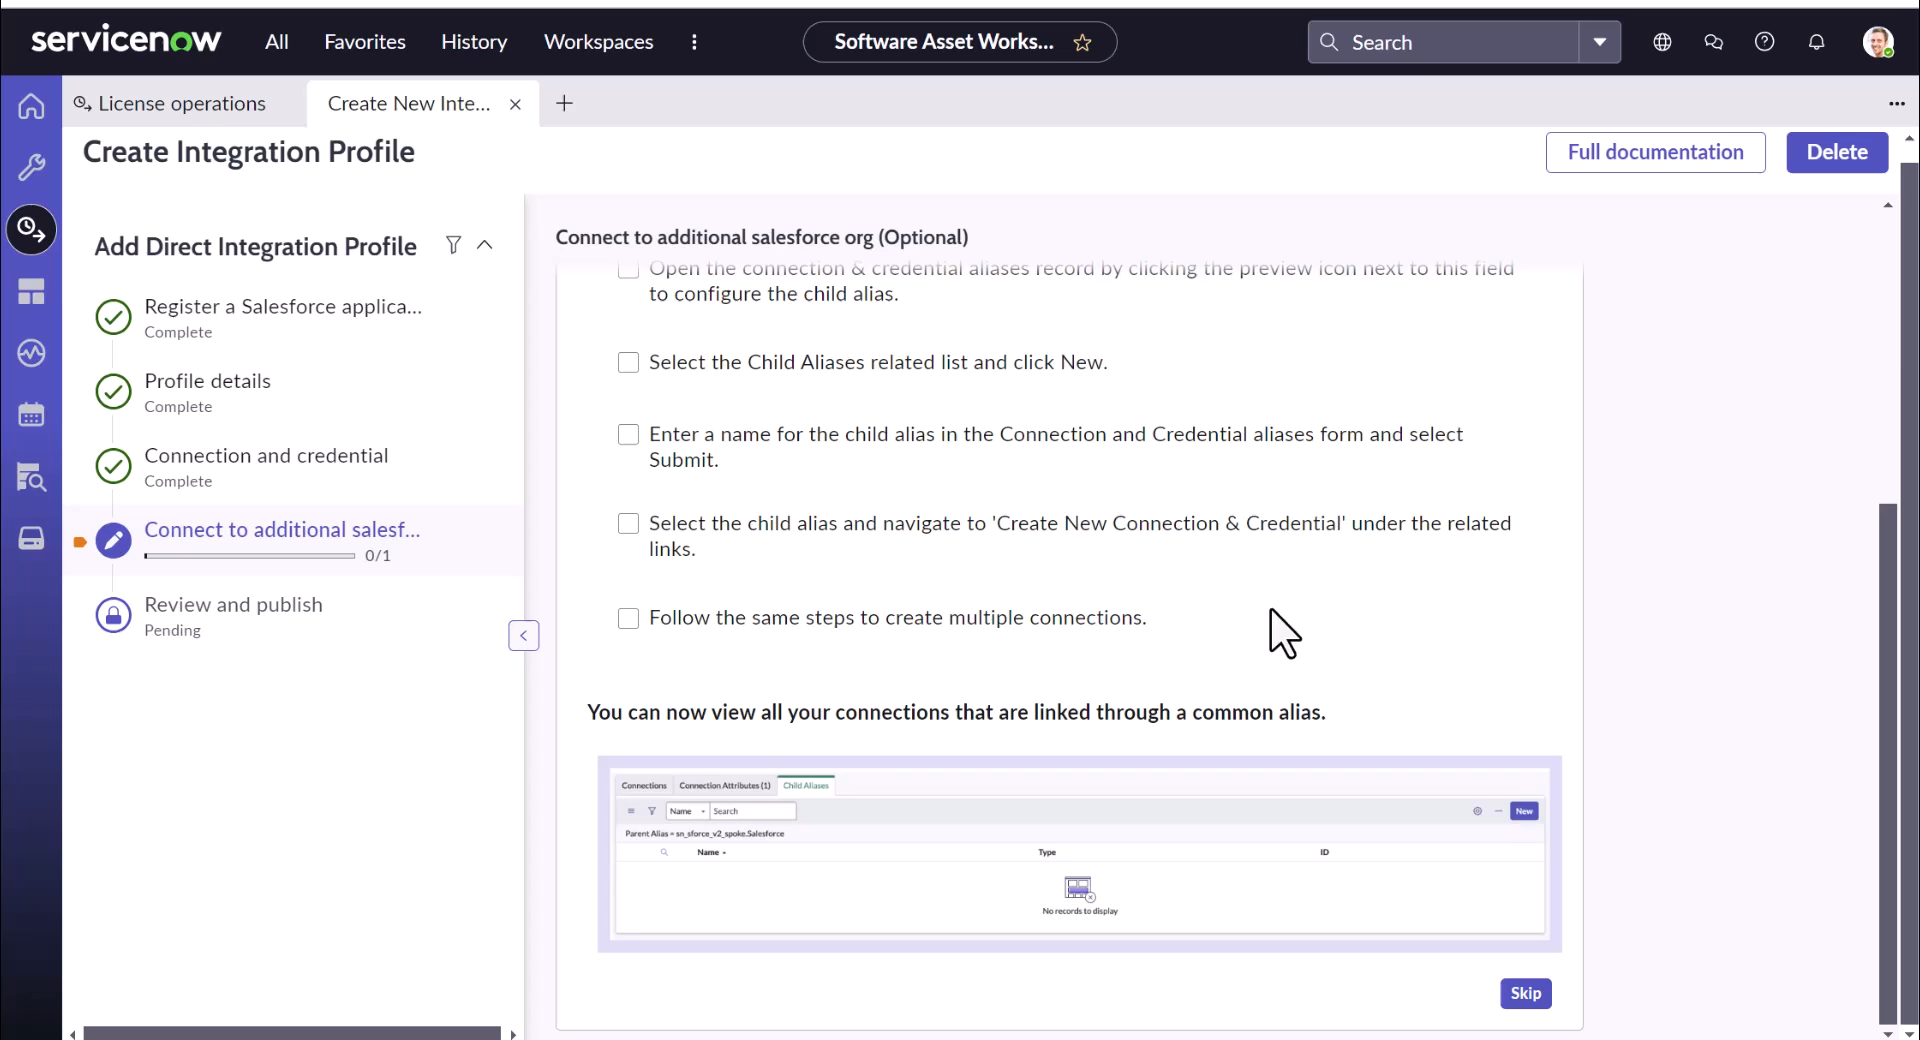 servicenow
All
Favorites
History
Workspaces
Software Asset Works...
Search
License operations
Create New Inte...
Create Integration Profile
Full documentation
Delete
Add Direct Integration Profile
Register a Salesforce applica...
Complete
Profile details
Complete
Connection and credential
Complete
Connect to additional salesf...
0/1
Review and publish
Pending
Connect to additional salesforce org (Optional)
Open the connection & credential aliases record by clicking the preview icon next to this field
to configure the child alias.
Select the Child Aliases related list and click New.
Enter a name for the child alias in the Connection and Credential aliases form and select
Submit.
Select the child alias and navigate to 'Create New Connection & Credential' under the related
links.
Follow the same steps to create multiple connections.
You can now view all your connections that are linked through a common alias.
Connections
Connection Attributes (1)
Child Aliases
Name
Search
New
Parent Alias = sn_sforce_v2_spoke.Salesforce
Name
Type
ID
No records to display
Skip